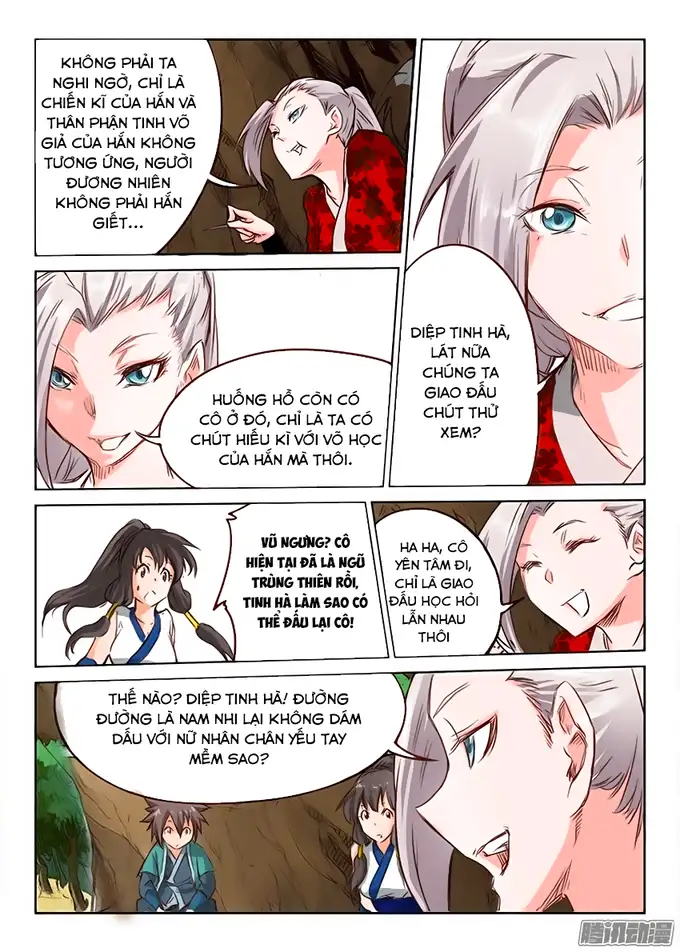 KHÔNG PHẢI TA
NGHI NGỜ, CHỈ LÀ
CHIẾN KĨ CỦA HẮN VÀ
THÂN PHẬN TINH VÕ
GIẢ CỦA HẮN KHÔNG
TƯƠNG ỨNG, NGƯỜI
ĐƯƠNG NHIÊN
KHÔNG PHẢI HẮN
GIẾT...
DIỆP TINH HÀ,
LÁT NỮA
CHÚNG TA
GIAO ĐẤU
CHÚT THỬ
XEM?
HUỐNG HỒ CÒN CÓ
CÔ Ở ĐÓ, CHỈ LÀ TA CÓ
CHÚT HIẾU KÌ VỚI VÕ HỌC
CỦA HẮN MÀ THÔI.
VŨ NGƯNG? CÔ
HIỆN TẠI ĐÃ LÀ NGŨ
TRÙNG THIÊN RỒI,
TINH HÀ LÀM SAO CÓ
THỂ ĐẤU LẠI CÔ!
HA HA, CÔ
YÊN TÂM ĐI,
CHỈ LÀ GIAO
ĐẤU HỌC HỎI
LẪN NHAU
THÔI
THẾ NÀO? DIỆP TINH HÀ! ĐƯỜNG
ĐƯỜNG LÀ NAM NHI LẠI KHÔNG DÁM
DẤU VỚI NỮ NHÂN CHÂN YẾU TAY
MỀM SAO?
腾讯动漫